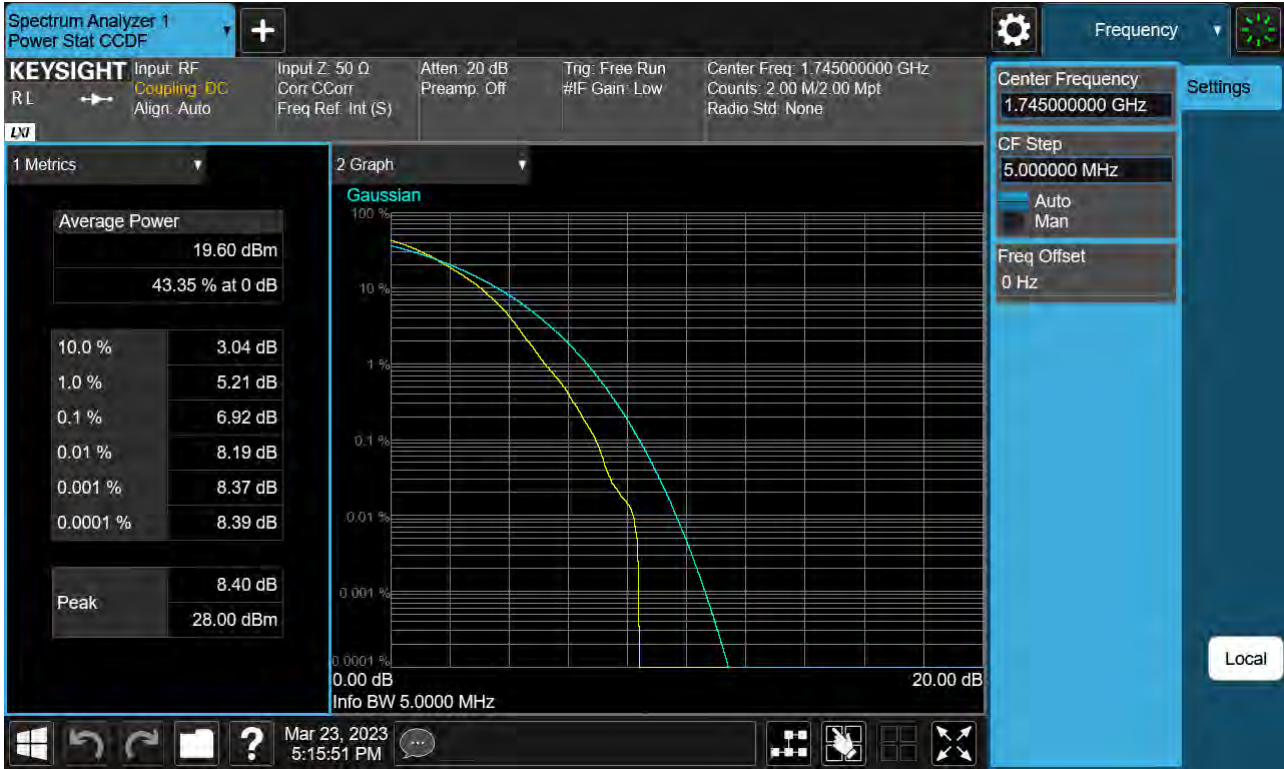 Spectrum Analyzer 1
Power Stat CCDF
Frequency
KEYSIGHT
R L
LXI
Input: RF
Coupling: DC
Align: Auto
Input Z: 50 Ω
Corr CCorr
Freq Ref: Int (S)
Atten: 20 dB
Preamp: Off
Trig: Free Run
#IF Gain: Low
Center Freq: 1.745000000 GHz
Counts: 2.00 M/2.00 Mpt
Radio Std: None
Center Frequency
1.745000000 GHz
CF Step
5.000000 MHz
Auto
Man
Freq Offset
0 Hz
Settings
Local
1 Metrics
Average Power
19.60 dBm
43.35 % at 0 dB
10.0 % 3.04 dB
1.0 % 5.21 dB
0.1 % 6.92 dB
0.01 % 8.19 dB
0.001 % 8.37 dB
0.0001 % 8.39 dB
Peak
8.40 dB
28.00 dBm
2 Graph
Gaussian
100 %
10 %
1 %
0.1 %
0.01 %
0.001 %
0.0001 %
0.00 dB 20.00 dB
Info BW 5.0000 MHz
?
Mar 23, 2023
5:15:51 PM